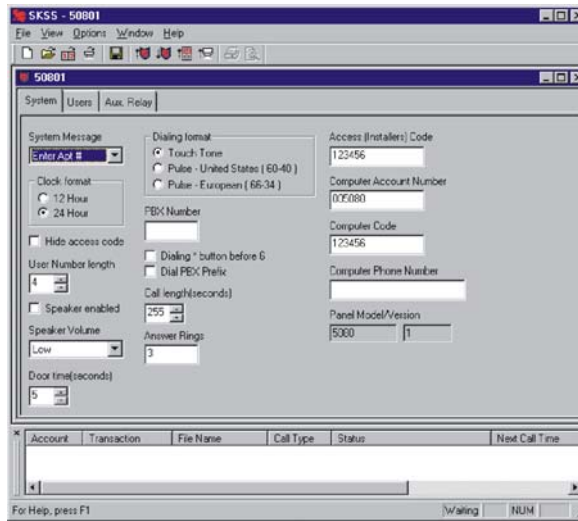 SKSS - 50801
File View Options Window Help
50801
System Users Aux. Relay
System Message
Enter Apt #
Clock format
12 Hour
24 Hour
Hide access code
User Number length
4
Speaker enabled
Speaker Volume
Low
Door time(seconds)
5
Dialing format
Touch Tone
Pulse - United States ( 60-40 )
Pulse - European ( 66-34 )
PBX Number
Dialing * button before 6
Dial PBX Prefix
Call length(seconds)
255
Answer Rings
3
Access (Installers) Code
123456
Computer Account Number
005080
Computer Code
123456
Computer Phone Number
Panel Model/Version
5080 1
Account Transaction File Name Call Type Status Next Call Time
For Help, press F1 Waiting NUM